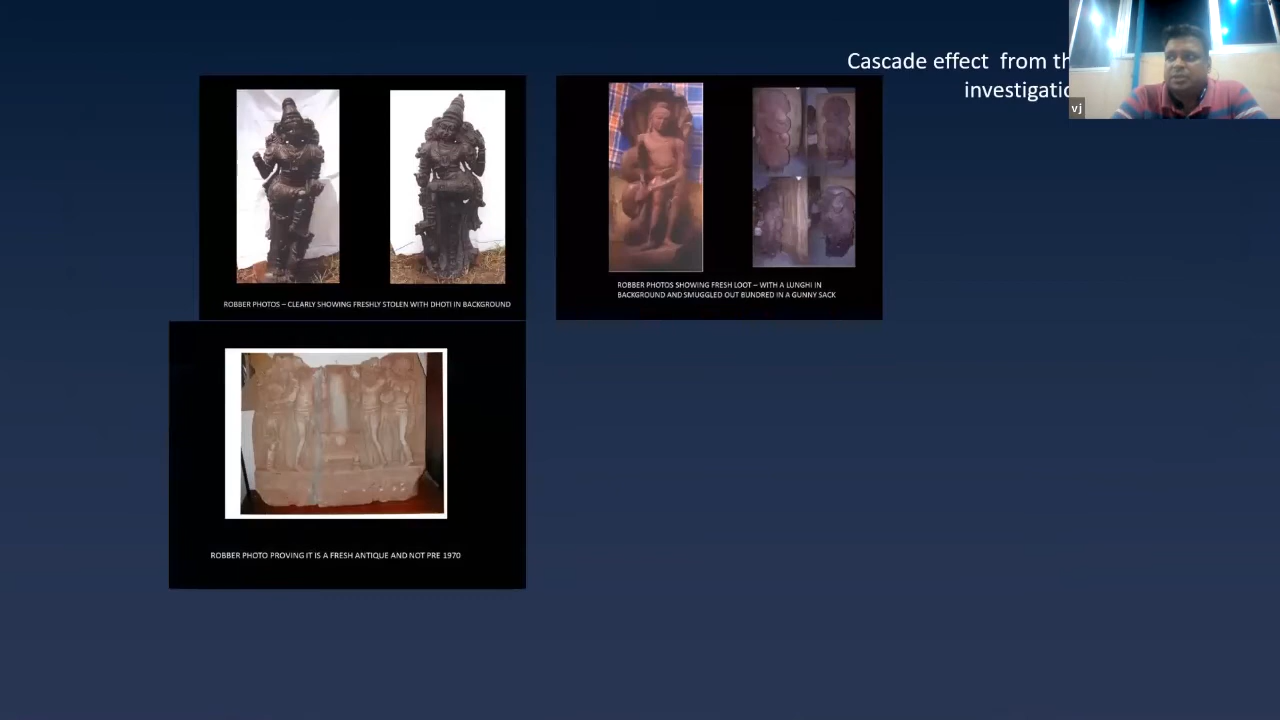 Cascade effect from th
investigatio
vj
ROBBER PHOTOS – CLEARLY SHOWING FRESHLY STOLEN WITH DHOTI IN BACKGROUND
ROBBER PHOTOS SHOWING FRESH LOOT – WITH A LUNGHI IN
BACKGROUND AND SMUGGLED OUT BUNDRED IN A GUNNY SACK
ROBBER PHOTO PROVING IT IS A FRESH ANTIQUE AND NOT PRE 1970